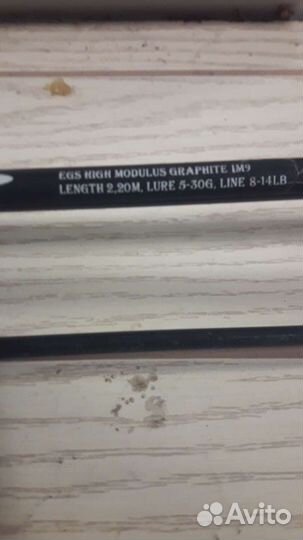 EGS HIGH MODULUS GRAPHITE IM9
LENGTH 2,20M, LURE 5-30G, LINE 8-14LB
Avito